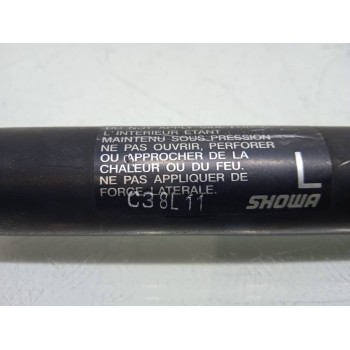 L'INTERIEUR ETANT
MAINTENU SOUS PRESSION
NE PAS OUVRIR, PERFORER
OU APPROCHER DE LA
CHALEUR OU DU FEU.
NE PAS APPLIQUER DE
FORCE LATERALE.
C38L11
L
SHOWA